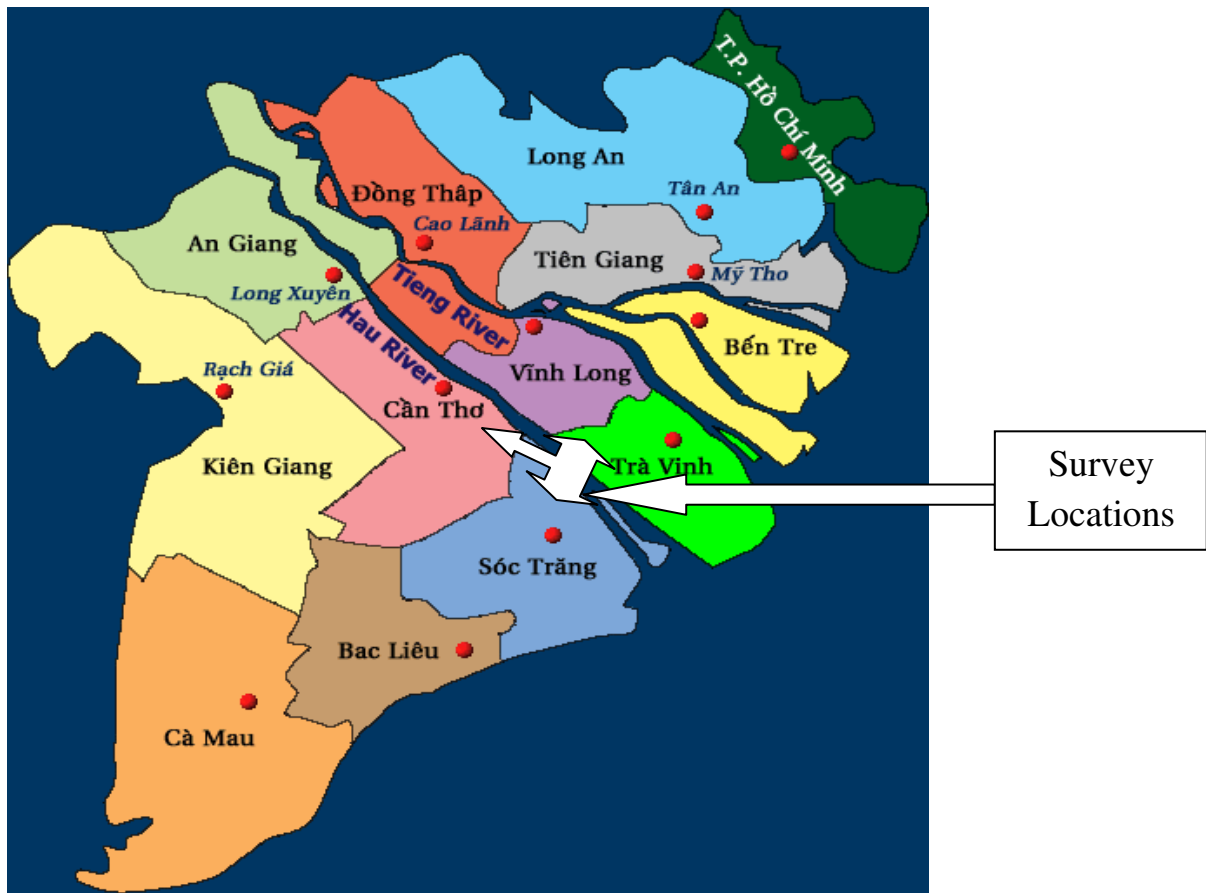 T.P. Hồ Chí Minh
Long An
Tân An
Đồng Thâp
Cao Lãnh
An Giang
Tiên Giang
Mỹ Tho
Long Xuyên
Tieng River
Hau River
Bến Tre
Rạch Giá
Vĩnh Long
Cần Thơ
Kiên Giang
Trà Vinh
Survey
Locations
Sóc Trăng
Bac Liêu
Cà Mau